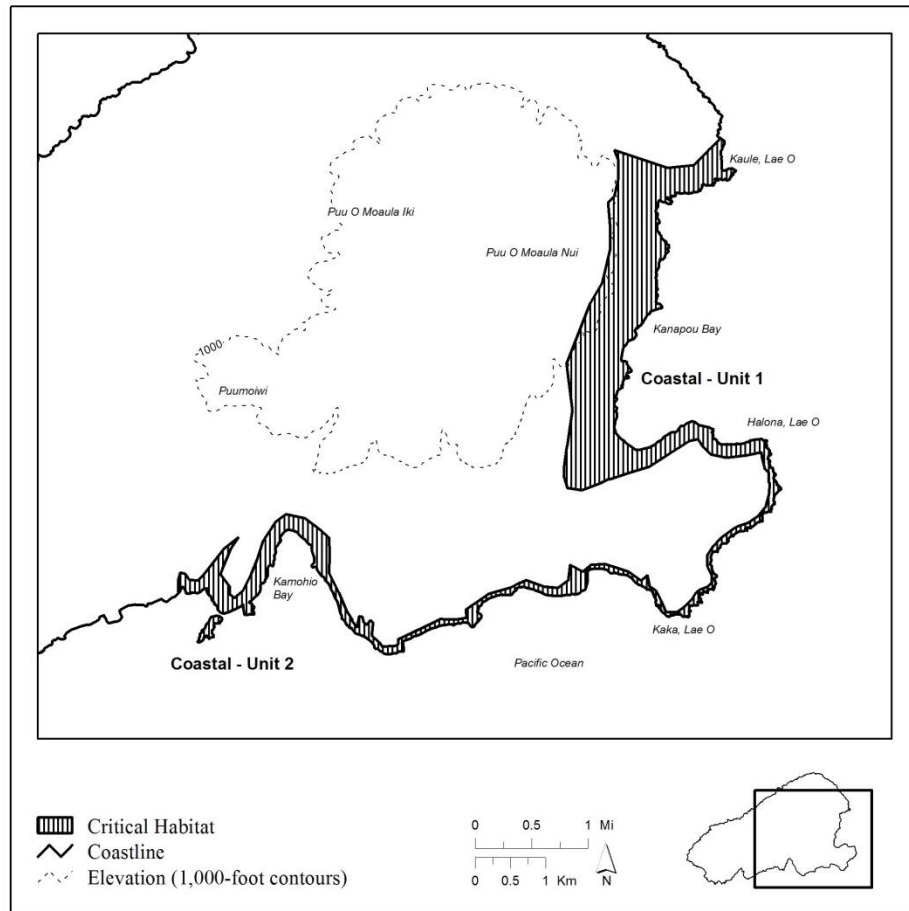 Kaule, Lae O
Puu O Moaula Iki
Puu O Moaula Nui
Kanapou Bay
1000
Coastal - Unit 1
Puumoiwi
Halona, Lae O
Kamohio
Bay
Kaka, Lae O
Coastal - Unit 2
Pacific Ocean
Critical Habitat
Coastline
Elevation (1,000-foot contours)
0 0.5 1 Mi
0 0.5 1 Km
N